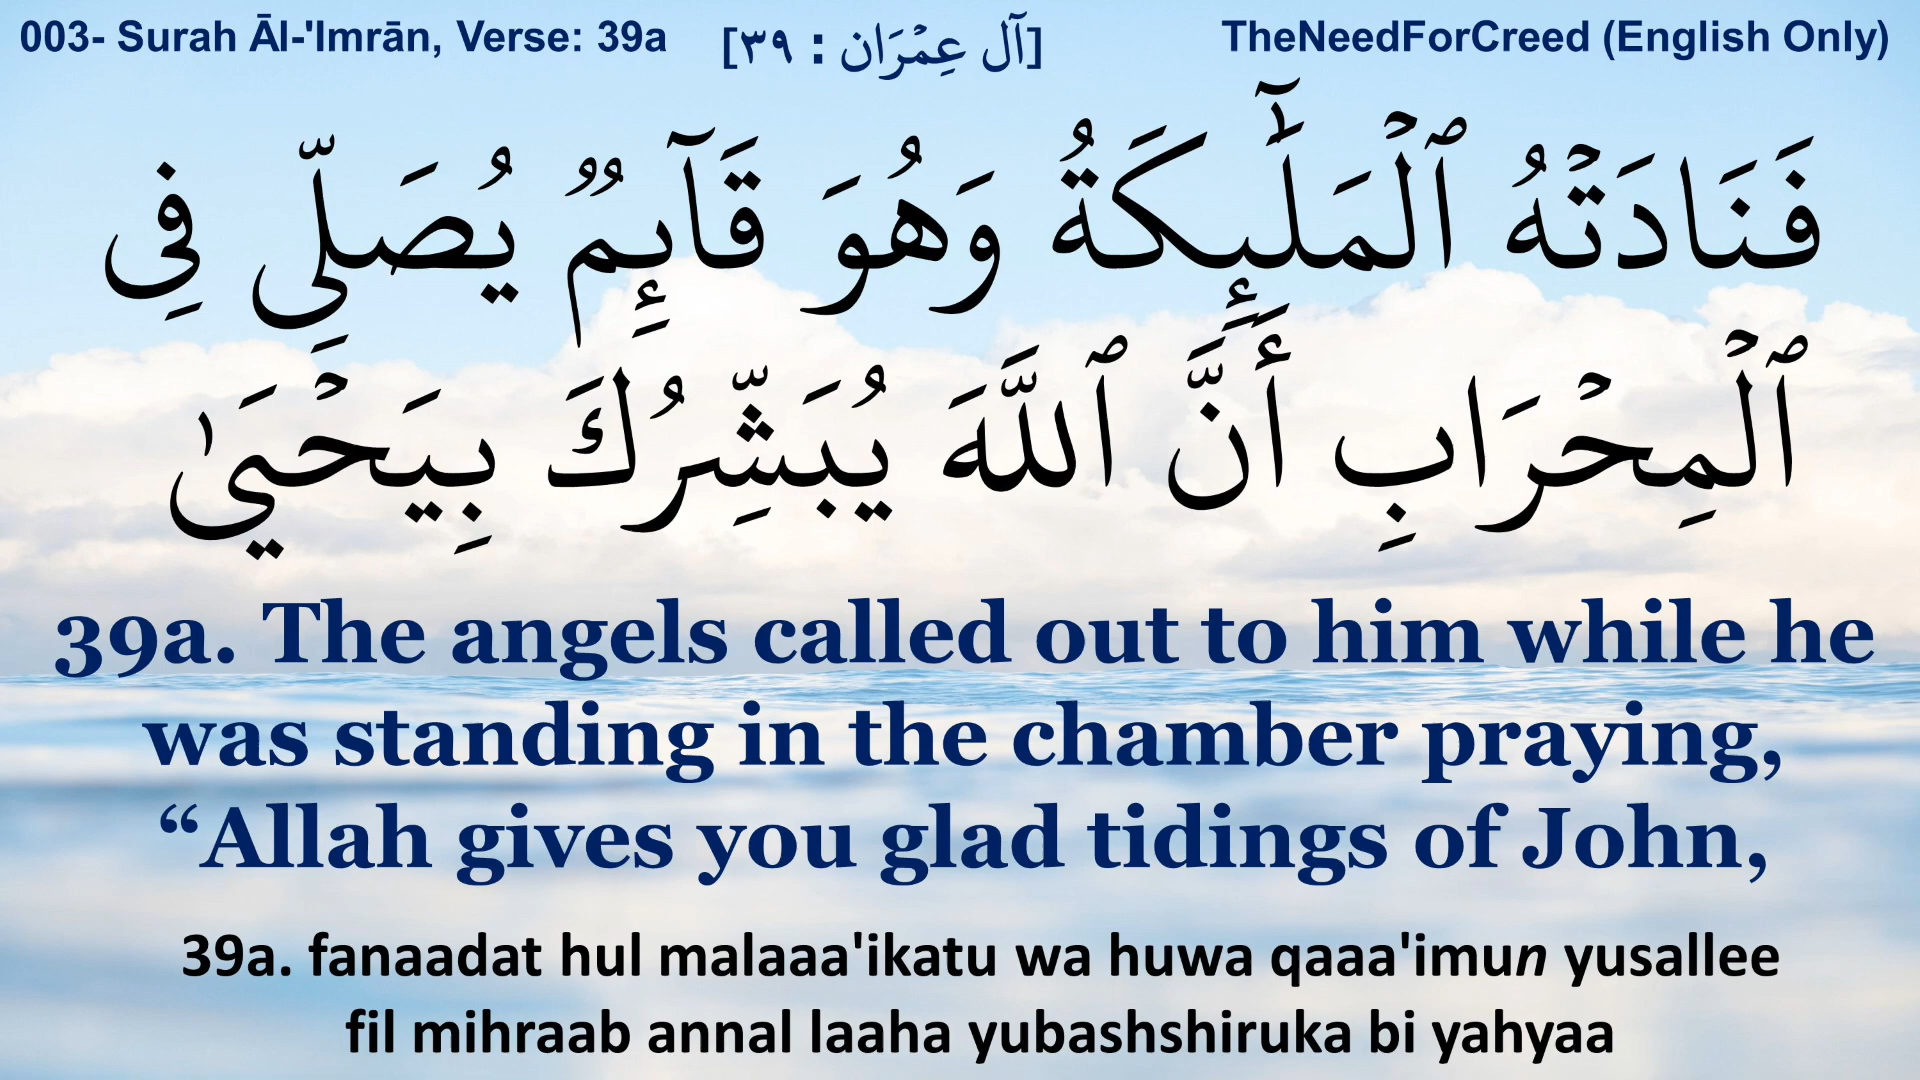 003- Surah Āl-'Imrān, Verse: 39a [آل عِمْرَان : ٣٩] TheNeedForCreed (English Only)
فَنَادَتْهُ ٱلْمَلَـٰٓئِكَةُ وَهُوَ قَآئِمٌۭ يُصَلِّى فِى
ٱلْمِحْرَابِ أَنَّ ٱللَّهَ يُبَشِّرُكَ بِيَحْيَىٰ
39a. The angels called out to him while he
was standing in the chamber praying,
“Allah gives you glad tidings of John,
39a. fanaadat hul malaaa'ikatu wa huwa qaaa'imun yusallee
fil mihraab annal laaha yubashshiruka bi yahyaa